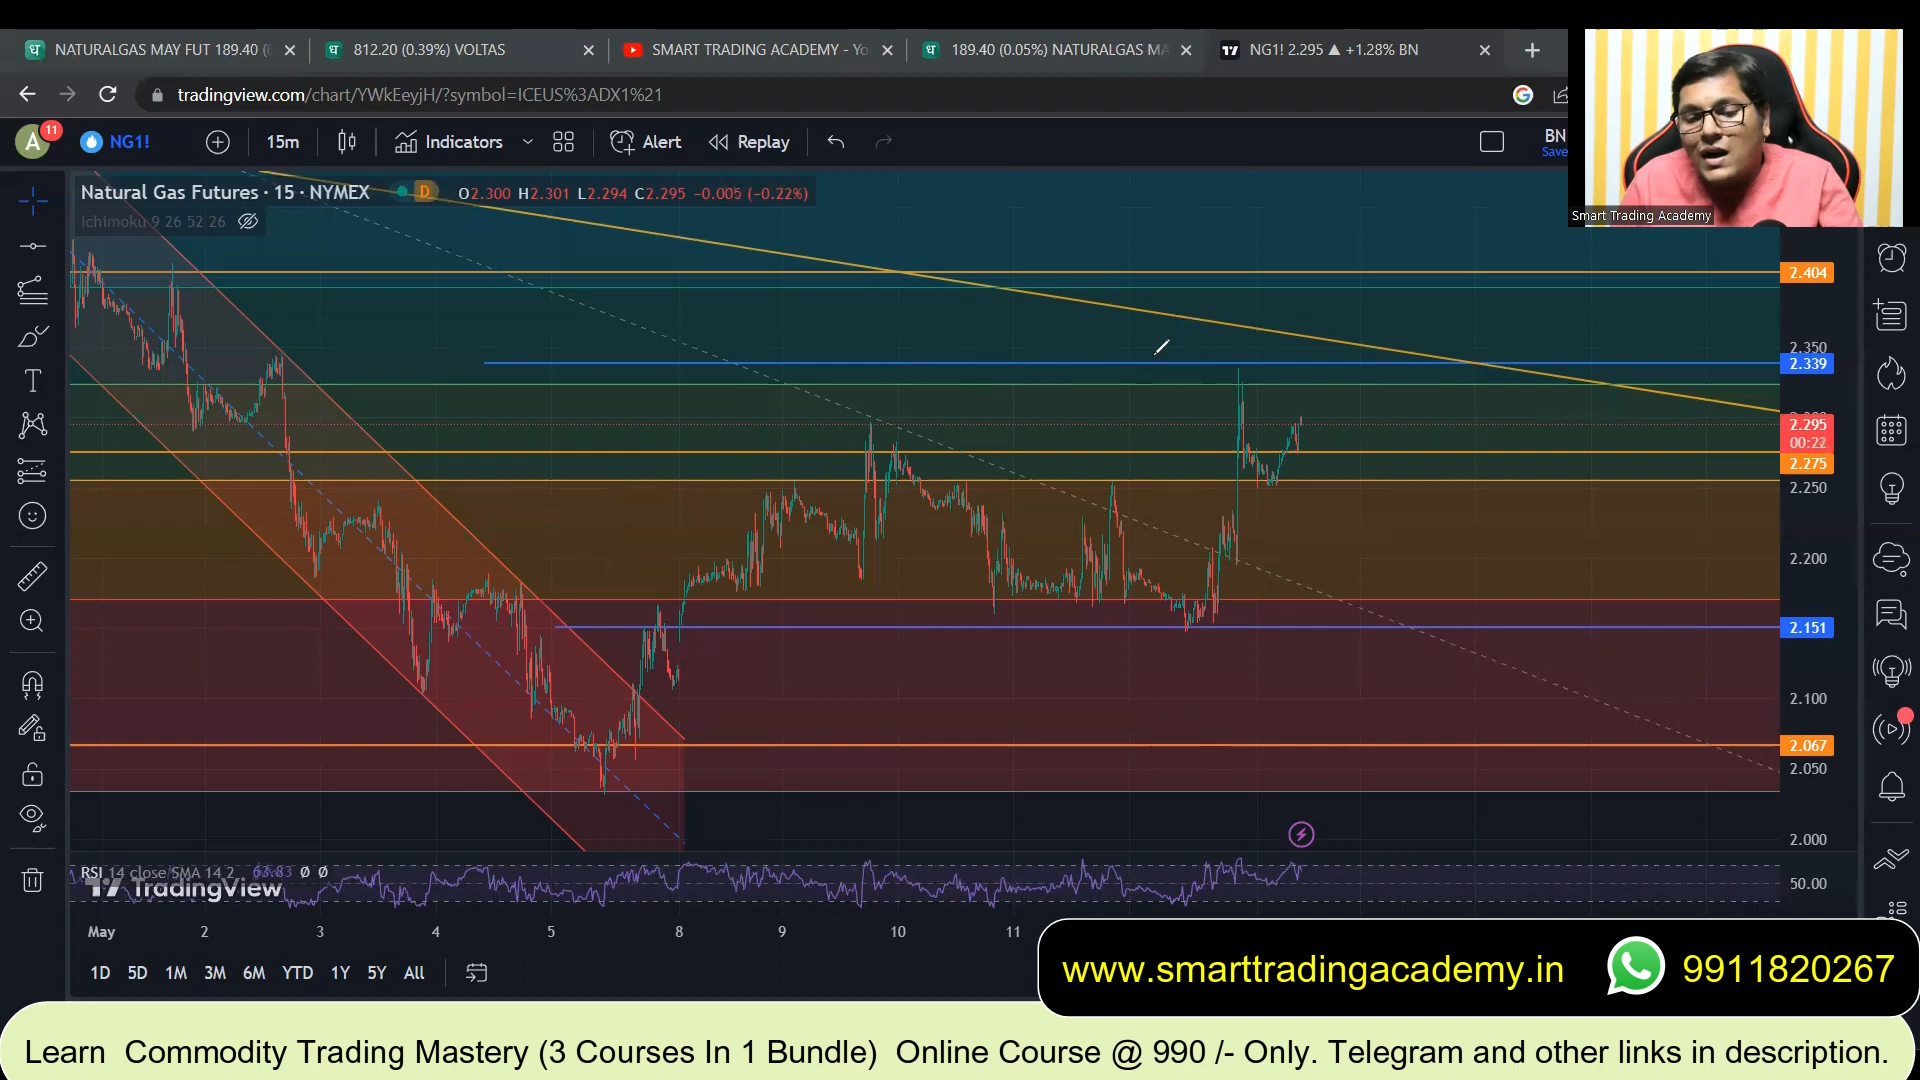 NATURALGAS MAY FUT 189.40
812.20 (0.39%) VOLTAS
SMART TRADING ACADEMY - Yo
189.40 (0.05%) NATURALGAS MA
NG1! 2.295 ▲ +1.28% BN
tradingview.com/chart/YWkEeyjH/?symbol=ICEUS%3ADX1%21
A
11
NG1!
15m
Indicators
Alert
Replay
BN
Save
Smart Trading Academy
Natural Gas Futures · 15 · NYMEX
D
O2.300 H2.301 L2.294 C2.295 -0.005 (-0.22%)
Ichimoku 9 26 52 26
2.404
2.350
2.339
2.295
00:22
2.275
2.250
2.200
2.151
2.100
2.067
2.050
2.000
RSI 14 close SMA 14 2 63.83 Ø Ø
TradingView
50.00
May 2 3 4 5 8 9 10 11
1D 5D 1M 3M 6M YTD 1Y 5Y All
www.smarttradingacademy.in 9911820267
Learn Commodity Trading Mastery (3 Courses In 1 Bundle) Online Course @ 990 /- Only. Telegram and other links in description.